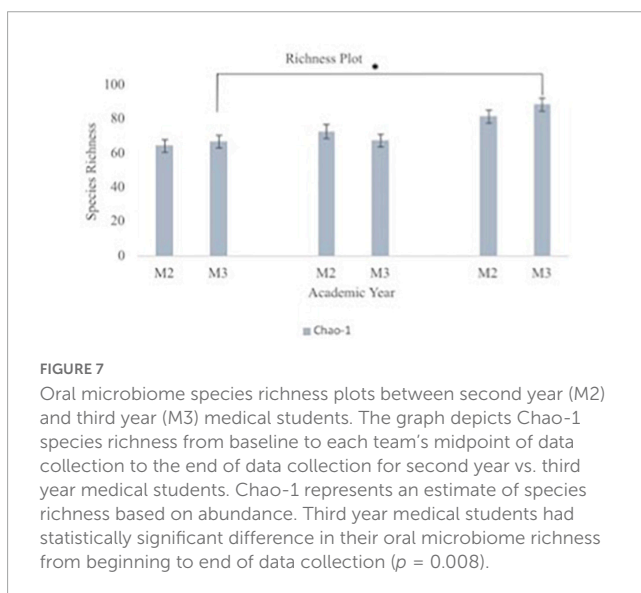 Richness Plot
*
Species Richness
100
80
60
40
20
0
M2 M3 M2 M3 M2 M3
Academic Year
Chao-1
FIGURE 7
Oral microbiome species richness plots between second year (M2)
and third year (M3) medical students. The graph depicts Chao-1
species richness from baseline to each team's midpoint of data
collection to the end of data collection for second year vs. third
year medical students. Chao-1 represents an estimate of species
richness based on abundance. Third year medical students had
statistically significant difference in their oral microbiome richness
from beginning to end of data collection (p = 0.008).